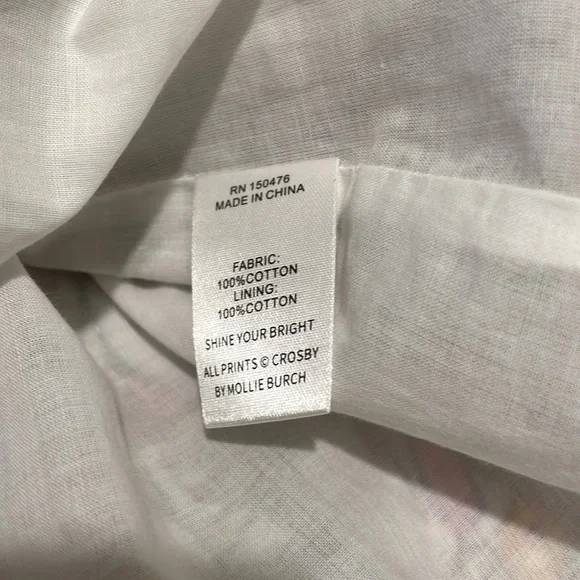 RN 150476
MADE IN CHINA
FABRIC:
100%COTTON
LINING:
100%COTTON
SHINE YOUR BRIGHT
ALL PRINTS © CROSBY
BY MOLLIE BURCH